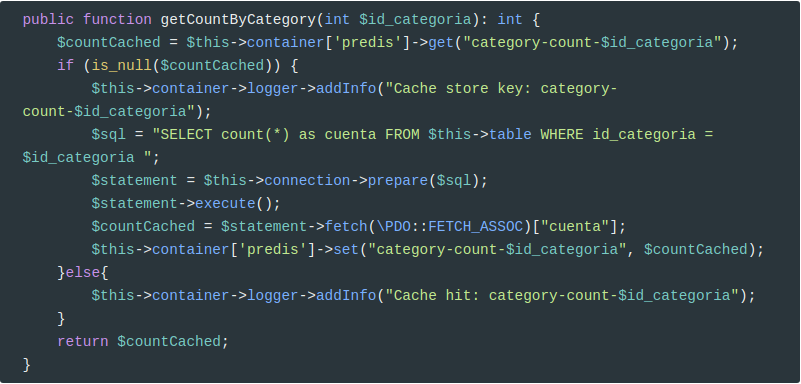 public function getCountByCategory(int $id_categoria): int {
    $countCached = $this->container['predis']->get("category-count-$id_categoria");
    if (is_null($countCached)) {
        $this->container->logger->addInfo("Cache store key: category-
count-$id_categoria");
        $sql = "SELECT count(*) as cuenta FROM $this->table WHERE id_categoria =
$id_categoria ";
        $statement = $this->connection->prepare($sql);
        $statement->execute();
        $countCached = $statement->fetch(\PDO::FETCH_ASSOC)["cuenta"];
        $this->container['predis']->set("category-count-$id_categoria", $countCached);
    }else{
        $this->container->logger->addInfo("Cache hit: category-count-$id_categoria");
    }
    return $countCached;
}